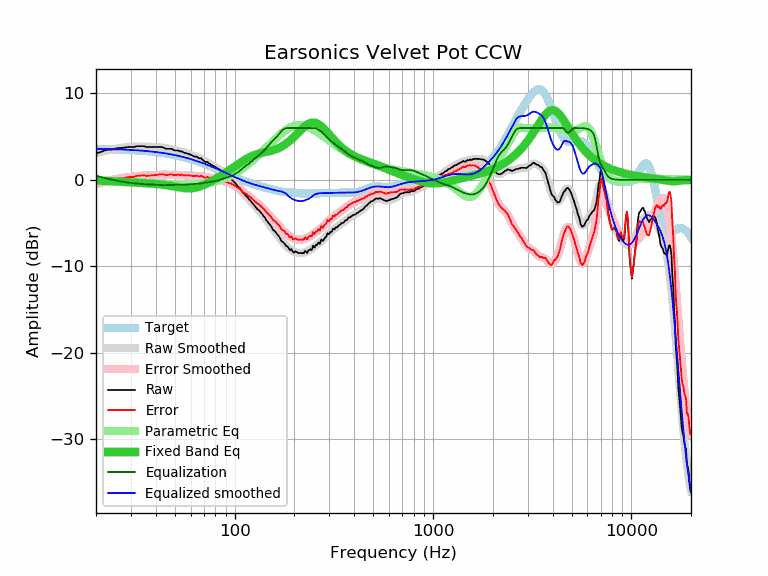 Earsonics Velvet Pot CCW
10
0
−10
−20
−30
Amplitude (dBr)
Target
Raw Smoothed
Error Smoothed
Raw
Error
Parametric Eq
Fixed Band Eq
Equalization
Equalized smoothed
100
1000
10000
Frequency (Hz)